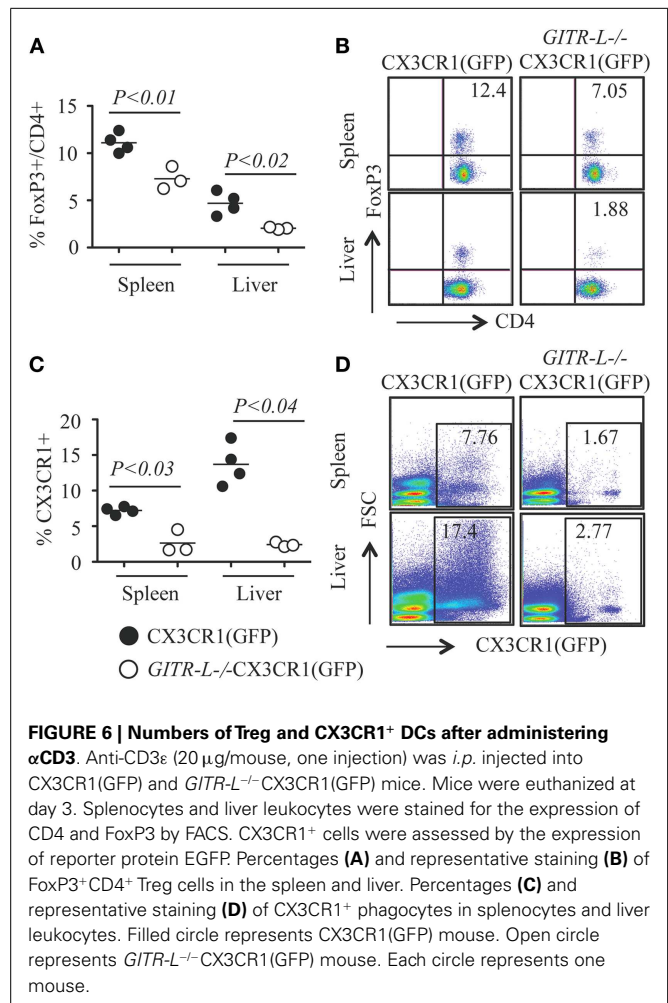 A
P<0.01
P<0.02
% FoxP3+/CD4+
15
10
5
0
Spleen
Liver
B
GITR-L-/-
CX3CR1(GFP) CX3CR1(GFP)
12.4
7.05
1.88
Spleen
Liver
FoxP3
CD4
C
P<0.04
P<0.03
% CX3CR1+
20
15
10
5
0
Spleen
Liver
CX3CR1(GFP)
GITR-L-/-CX3CR1(GFP)
D
GITR-L-/-
CX3CR1(GFP) CX3CR1(GFP)
7.76
1.67
17.4
2.77
Spleen
Liver
FSC
CX3CR1(GFP)
FIGURE 6 | Numbers of Treg and CX3CR1⁺ DCs after administering
αCD3. Anti-CD3ε (20 μg/mouse, one injection) was i.p. injected into
CX3CR1(GFP) and GITR-L⁻/⁻CX3CR1(GFP) mice. Mice were euthanized at
day 3. Splenocytes and liver leukocytes were stained for the expression of
CD4 and FoxP3 by FACS. CX3CR1⁺ cells were assessed by the expression
of reporter protein EGFP. Percentages (A) and representative staining (B) of
FoxP3⁺CD4⁺ Treg cells in the spleen and liver. Percentages (C) and
representative staining (D) of CX3CR1⁺ phagocytes in splenocytes and liver
leukocytes. Filled circle represents CX3CR1(GFP) mouse. Open circle
represents GITR-L⁻/⁻CX3CR1(GFP) mouse. Each circle represents one
mouse.